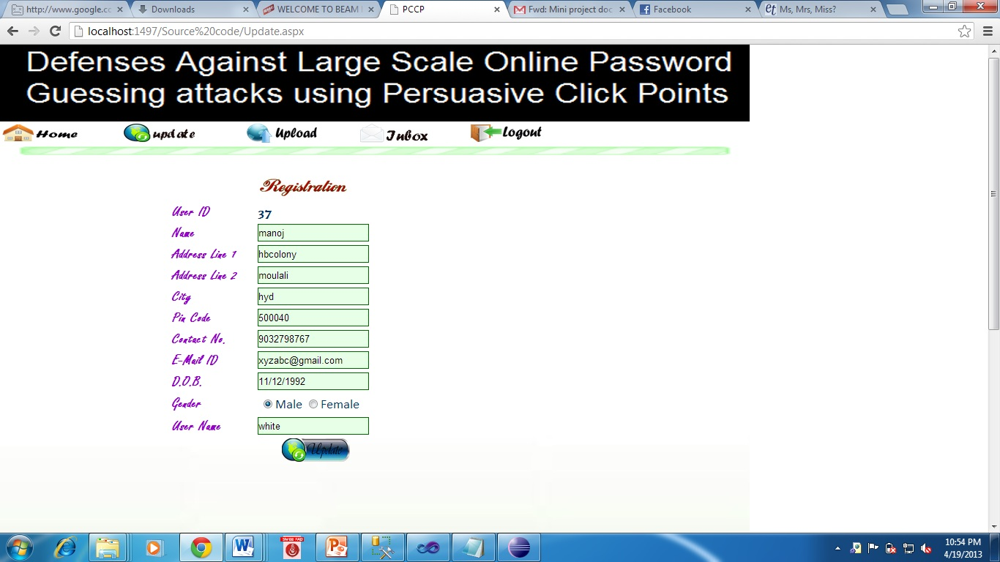 http://www.google.cc
Downloads
WELCOME TO BEAM
PCCP
Fwd: Mini project doc
Facebook
Ms, Mrs, Miss?
localhost:1497/Source%20code/Update.aspx
Defenses Against Large Scale Online Password
Guessing attacks using Persuasive Click Points
Home
update
Upload
Inbox
Logout
Registration
User ID 37
Name manoj
Address Line 1 hbcolony
Address Line 2 moulali
City hyd
Pin Code 500040
Contact No. 9032798767
E-Mail ID xyzabc@gmail.com
D.O.B. 11/12/1992
Gender Male Female
User Name white
Update
10:54 PM
4/19/2013